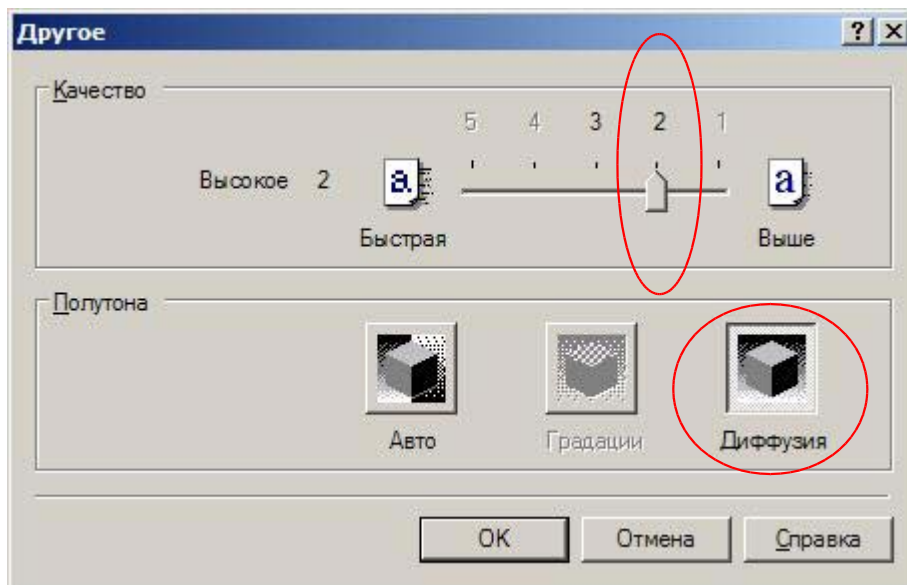 Другое
Качество
5 4 3 2 1
Высокое 2
a a
Быстрая Выше
Полутона
Авто Градации Диффузия
OK Отмена Справка